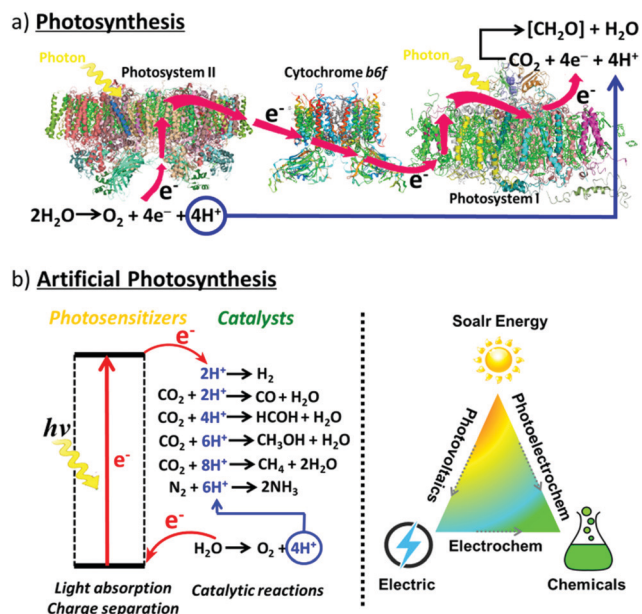 a) Photosynthesis
[CH₂O] + H₂O
CO₂ + 4e⁻ + 4H⁺
Photon
Photosystem II
Cytochrome b6f
Photon
e⁻
e⁻
e⁻
Photosystem I
2H₂O→O₂ + 4e⁻ + 4H⁺
b) Artificial Photosynthesis
Photosensitizers
Catalysts
e⁻
2H⁺→H₂
CO₂ + 2H⁺→CO + H₂O
CO₂ + 4H⁺→HCOH + H₂O
CO₂ + 6H⁺→CH₃OH + H₂O
CO₂ + 8H⁺→CH₄ + 2H₂O
N₂ + 6H⁺→2NH₃
hν
e⁻
e⁻
H₂O→O₂ + 4H⁺
Light absorption
Charge separation
Catalytic reactions
Soalr Energy
Photovoltaics
Photoelectrochem
Electrochem
Electric
Chemicals